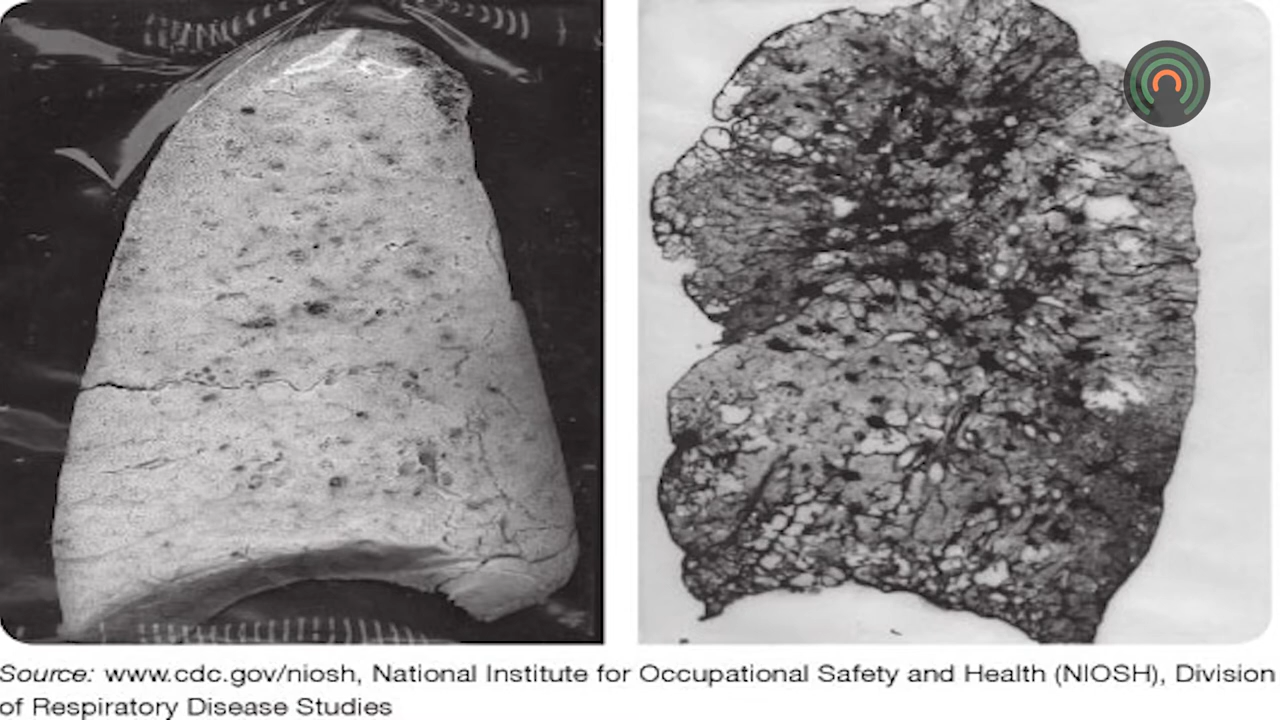 Source: www.cdc.gov/niosh, National Institute for Occupational Safety and Health (NIOSH), Division
of Respiratory Disease Studies